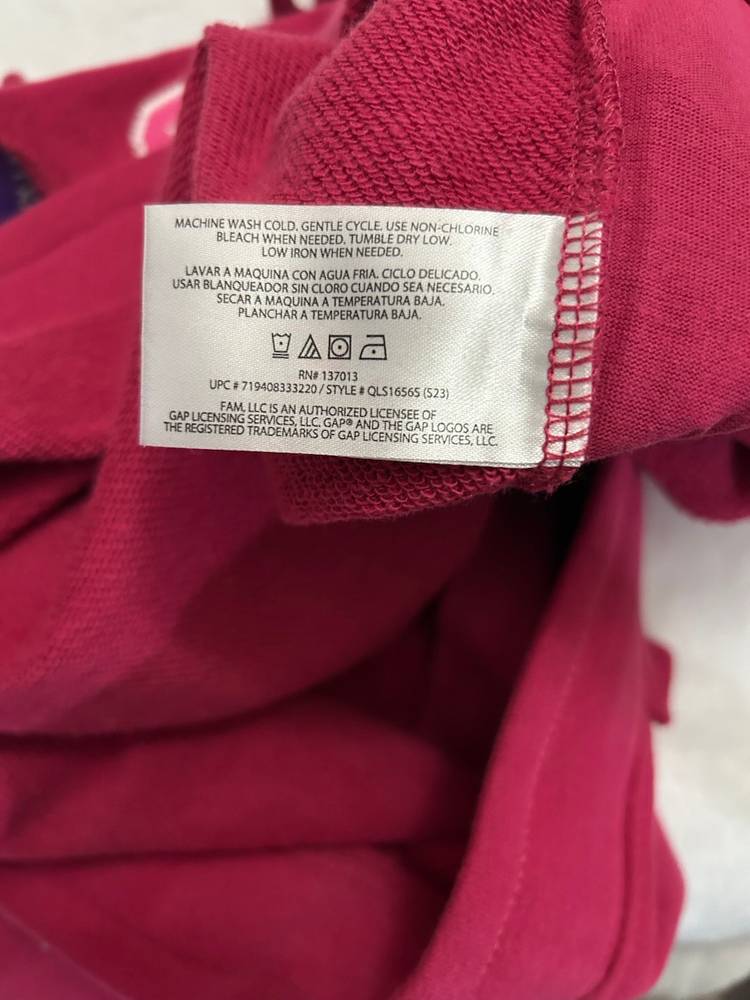 MACHINE WASH COLD. GENTLE CYCLE. USE NON-CHLORINE
BLEACH WHEN NEEDED. TUMBLE DRY LOW.
LOW IRON WHEN NEEDED.
LAVAR A MAQUINA CON AGUA FRIA. CICLO DELICADO.
USAR BLANQUEADOR SIN CLORO CUANDO SEA NECESARIO.
SECAR A MAQUINA A TEMPERATURA BAJA.
PLANCHAR A TEMPERATURA BAJA.
RN# 137013
UPC # 719408333220 / STYLE # QLS16565 (S23)
FAM, LLC IS AN AUTHORIZED LICENSEE OF
GAP LICENSING SERVICES, LLC. GAP® AND THE GAP LOGOS ARE
THE REGISTERED TRADEMARKS OF GAP LICENSING SERVICES, LLC.